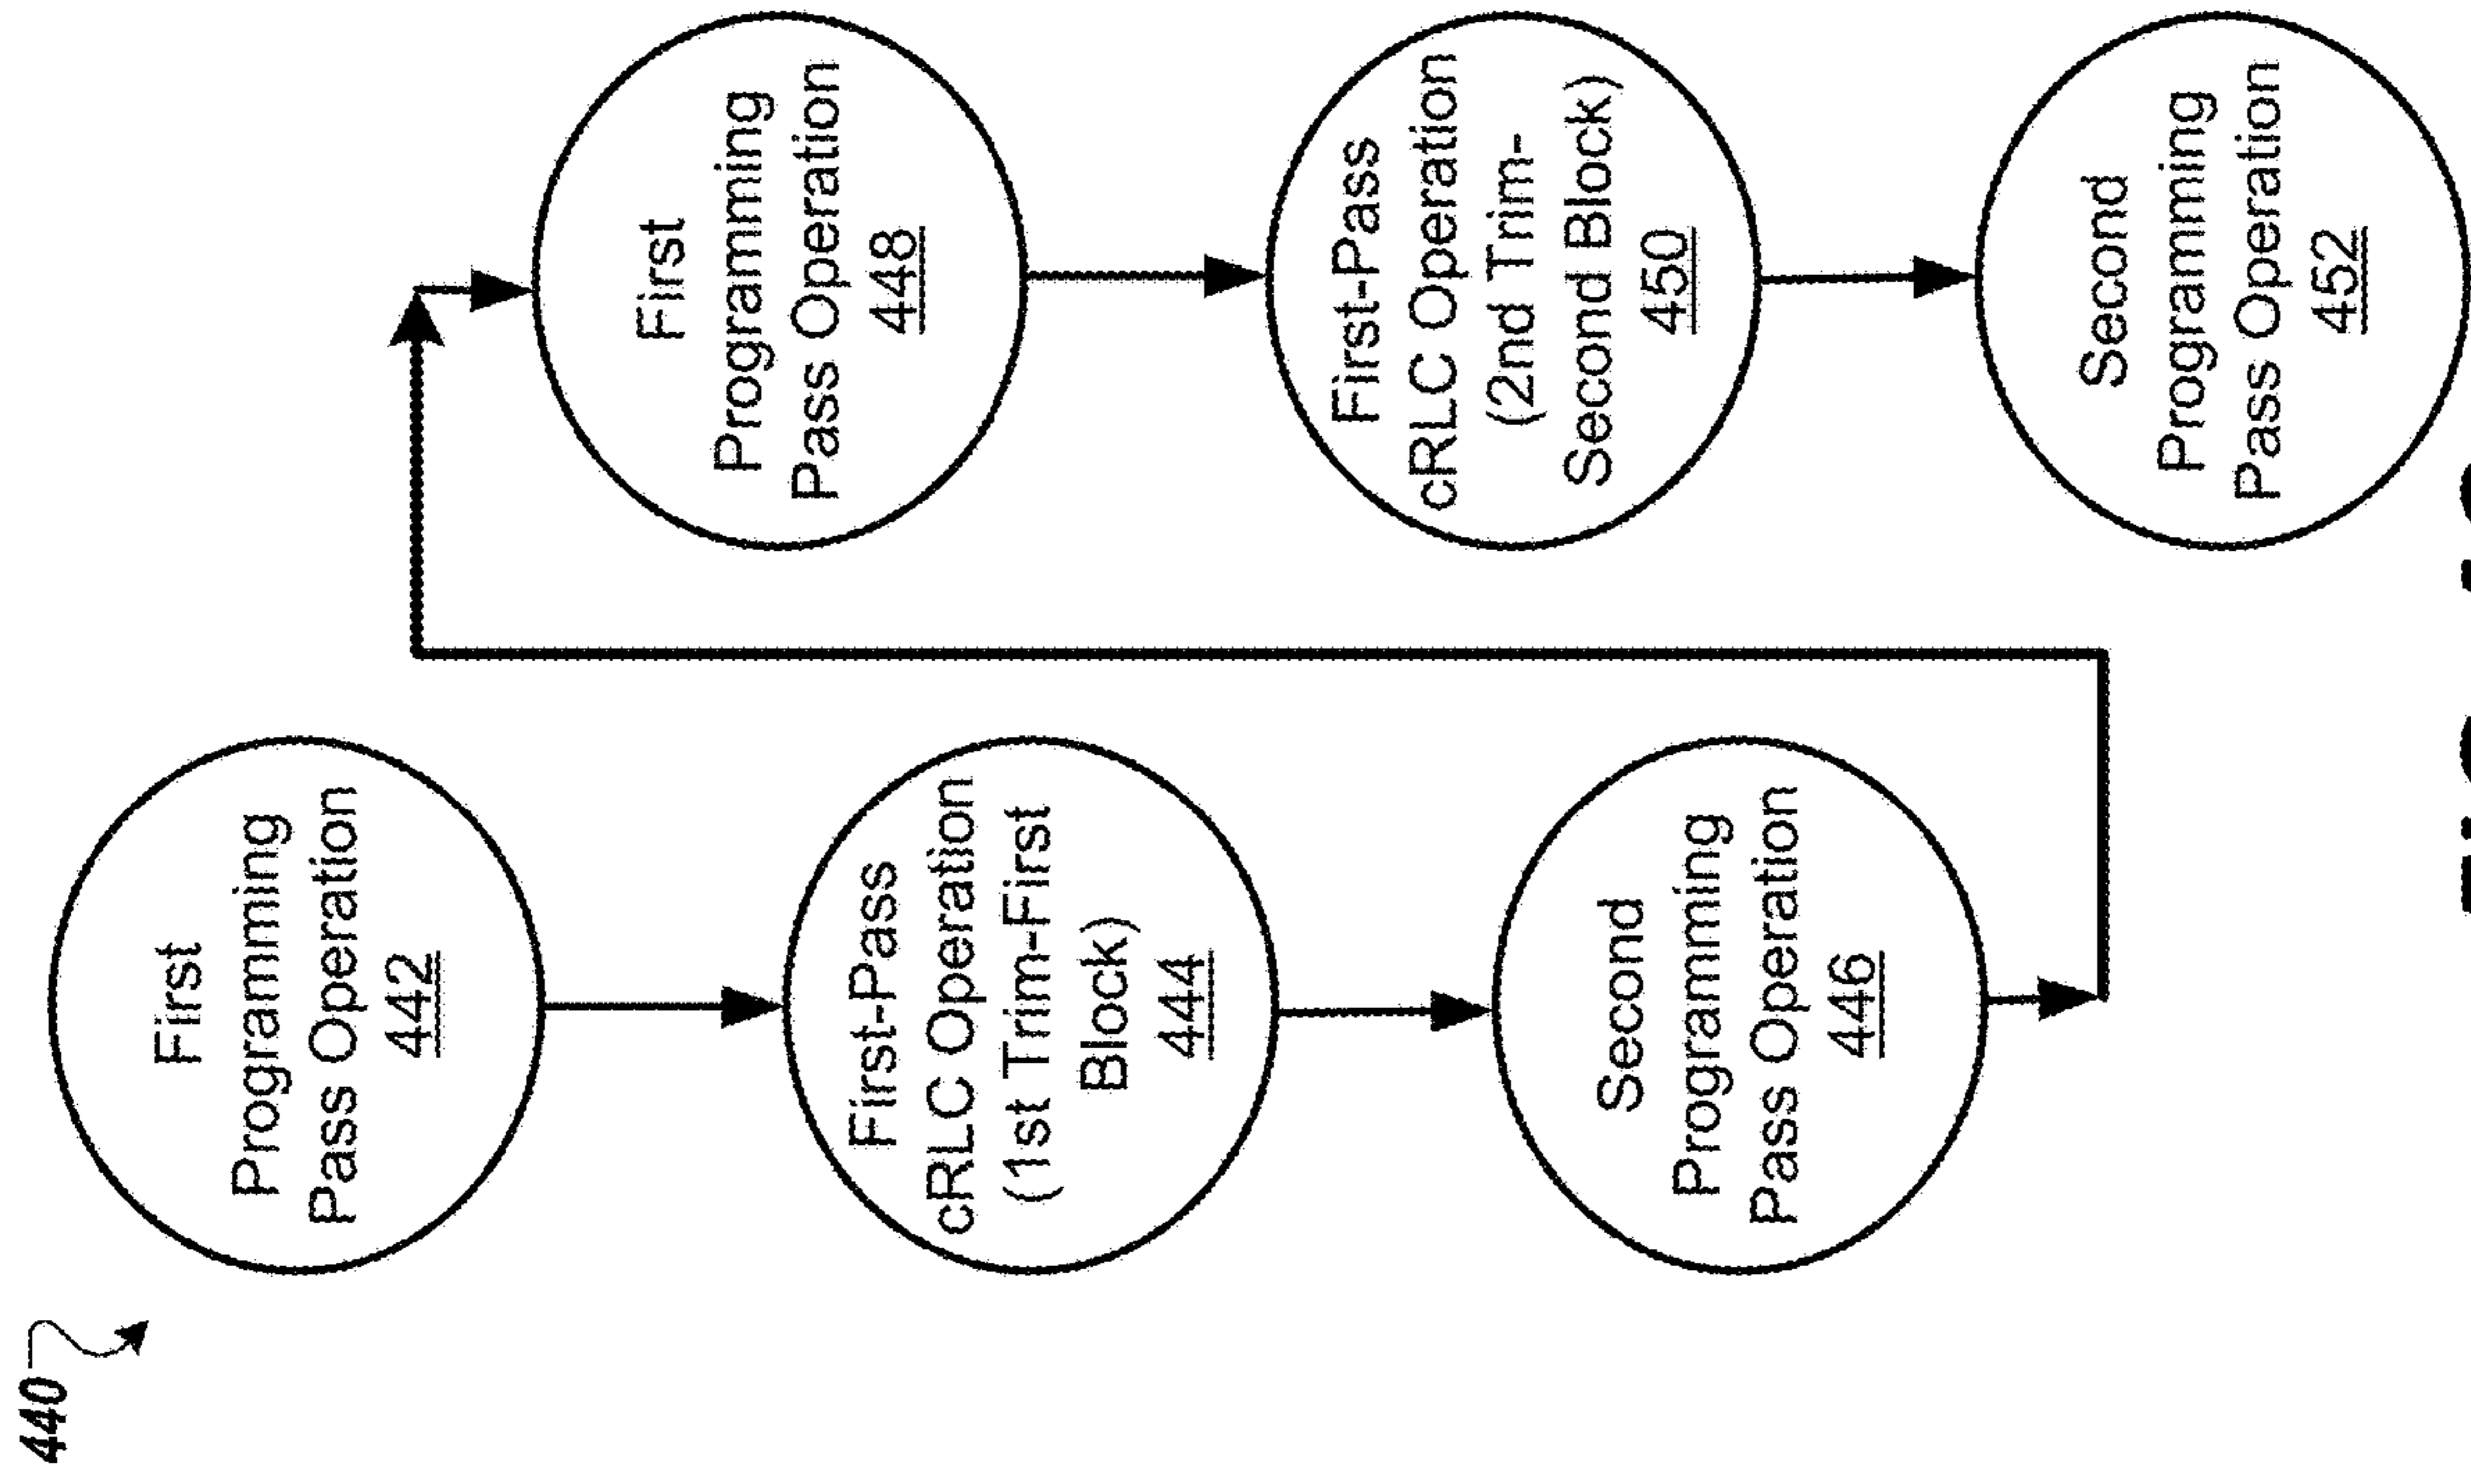 440
First
Programming
Pass Operation
442
First-Pass
cRLC Operation
(1st Trim-First
Block)
444
Second
Programming
Pass Operation
446
First
Programming
Pass Operation
448
First-Pass
cRLC Operation
(2nd Trim-
Second Block)
450
Second
Programming
Pass Operation
452